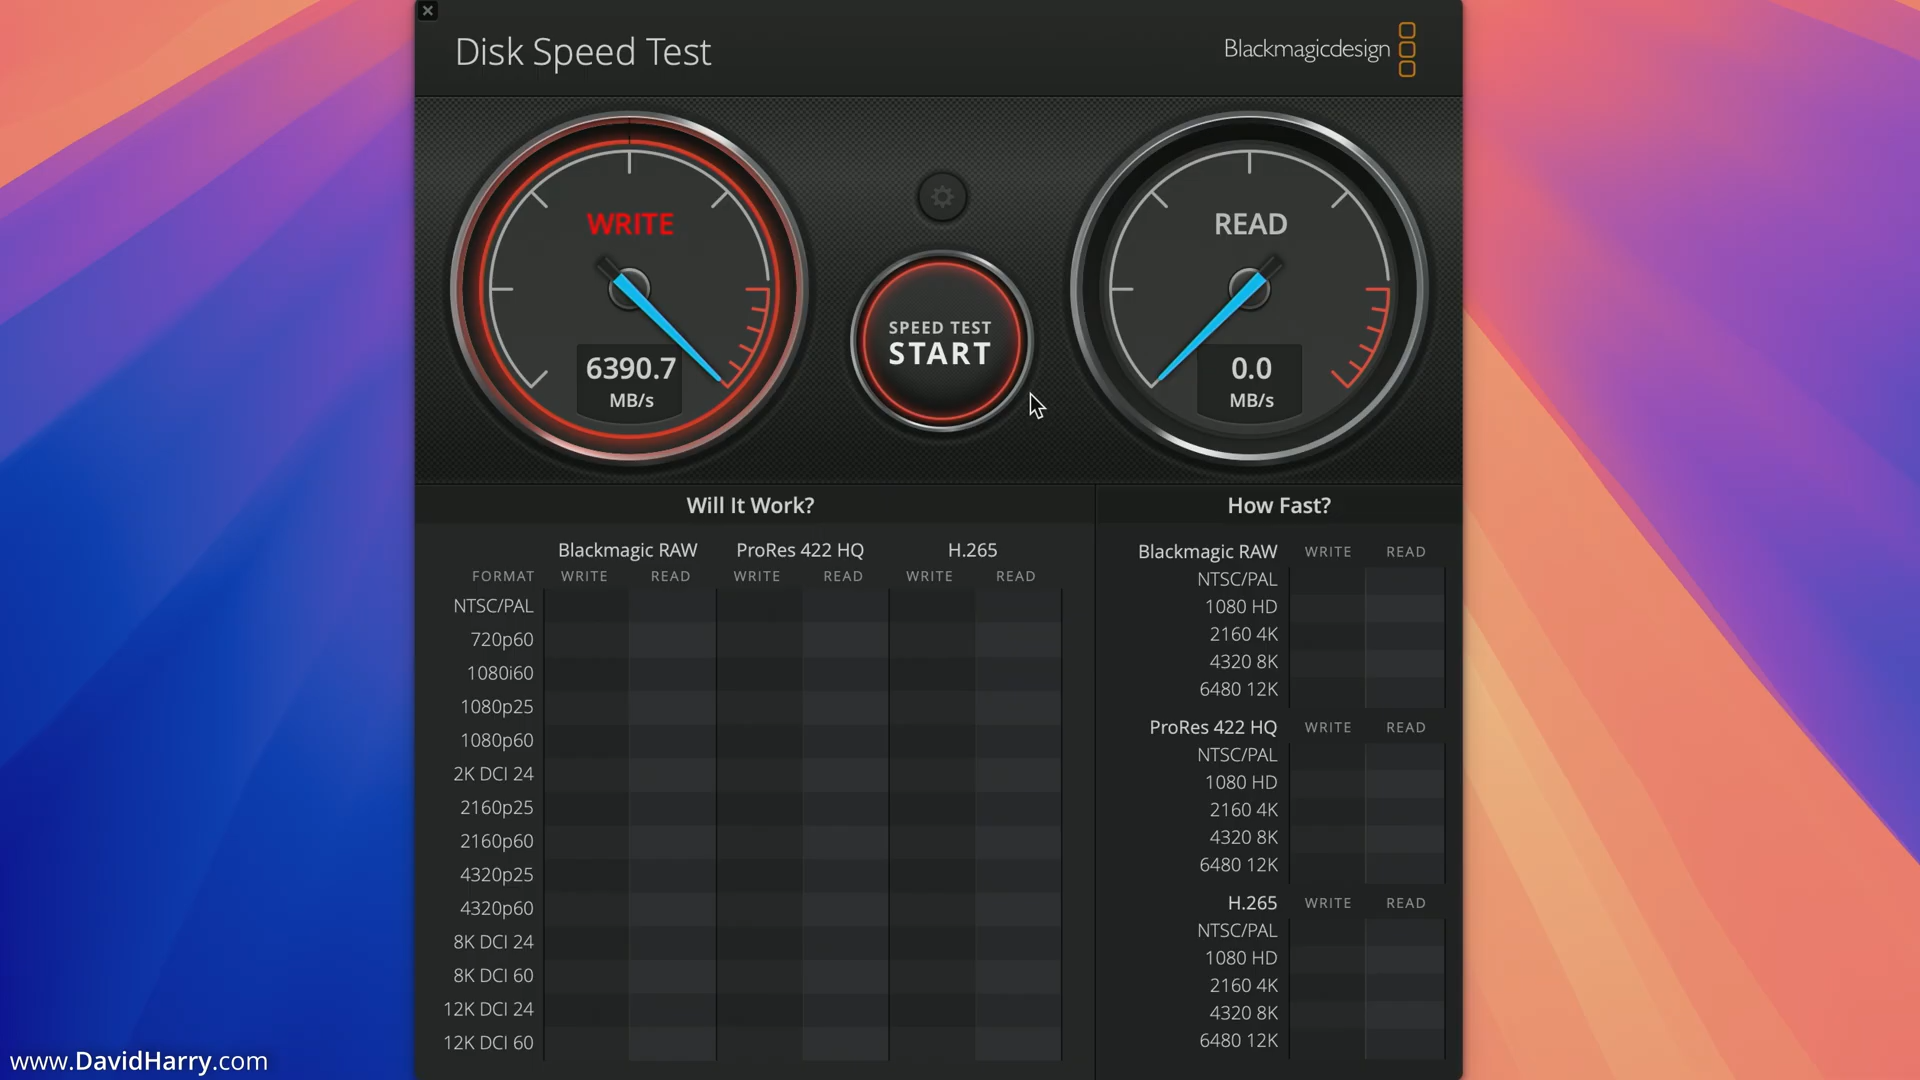 Disk Speed Test
Blackmagicdesign
WRITE
6390.7
MB/s
SPEED TEST
START
READ
0.0
MB/s
Will It Work?
Blackmagic RAW ProRes 422 HQ H.265
FORMAT WRITE READ WRITE READ WRITE READ
NTSC/PAL
720p60
1080i60
1080p25
1080p60
2K DCI 24
2160p25
2160p60
4320p25
4320p60
8K DCI 24
8K DCI 60
12K DCI 24
12K DCI 60
How Fast?
Blackmagic RAW WRITE READ
NTSC/PAL
1080 HD
2160 4K
4320 8K
6480 12K
ProRes 422 HQ WRITE READ
NTSC/PAL
1080 HD
2160 4K
4320 8K
6480 12K
H.265 WRITE READ
NTSC/PAL
1080 HD
2160 4K
4320 8K
6480 12K
www.DavidHarry.com